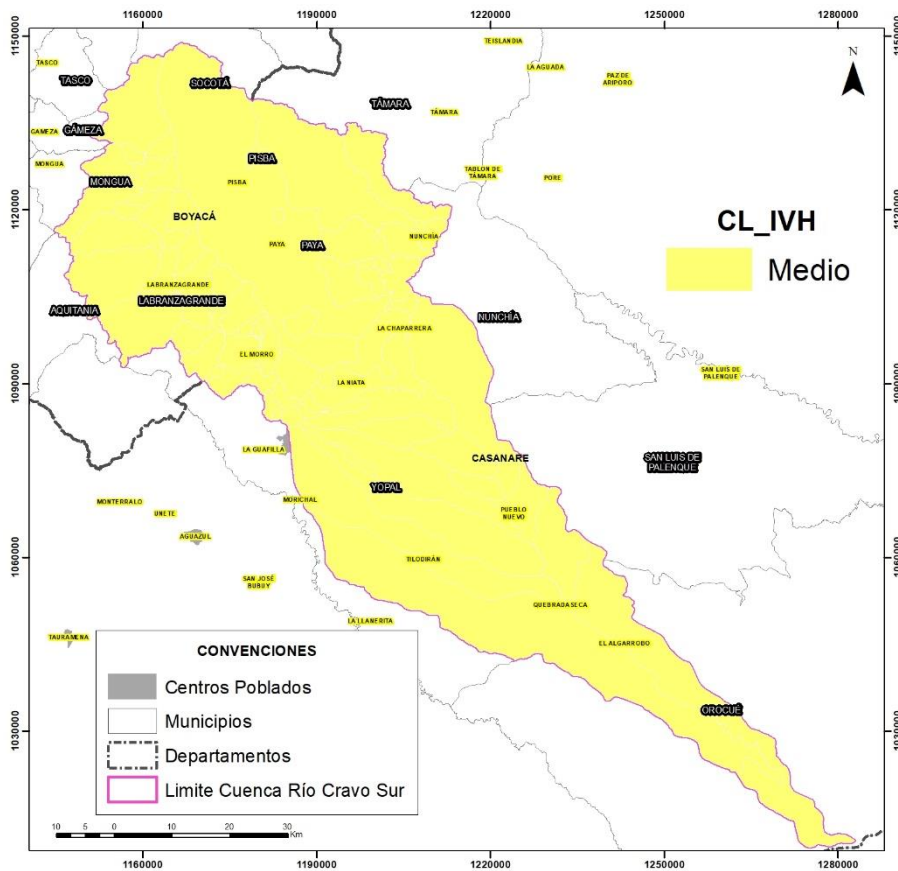 1160000
1190000
1220000
1250000
1280000
1150000
1150000
TEISLANDIA
TASCO
LA AGUADA
TASCO
SOCOTÁ
PAZ DE
ARIPORO
N
TÁMARA
TÁMARA
GAMEZA
GÁMEZA
PISBA
MONGUA
TABLON DE
TÁMARA
PORE
MONGUA
PISBA
1120000
1120000
BOYACÁ
CL_IVH
NUNCHÍA
PAYA
PAYA
Medio
LABRANZAGRANDE
LABRANZAGRANDE
AQUITANIA
NUNCHÍA
LA CHAPARRERA
EL MORRO
SAN LUIS DE
PALENQUE
LA NIATA
1090000
1090000
LA GUAFILLA
CASANARE
SAN LUIS DE
PALENQUE
YOPAL
MONTERRALO
MORICHAL
UNETE
PUEBLO
NUEVO
AGUAZUL
1060000
1060000
TILODIRÁN
SAN JOSÉ
BUBUY
QUEBRADASECA
LA LLANERITA
TAURAMENA
EL ALGARROBO
CONVENCIONES
Centros Poblados
Municipios
Departamentos
Limite Cuenca Río Cravo Sur
OROCUÉ
1030000
1030000
10 5 0 10 20 30
Km
1160000
1190000
1220000
1250000
1280000